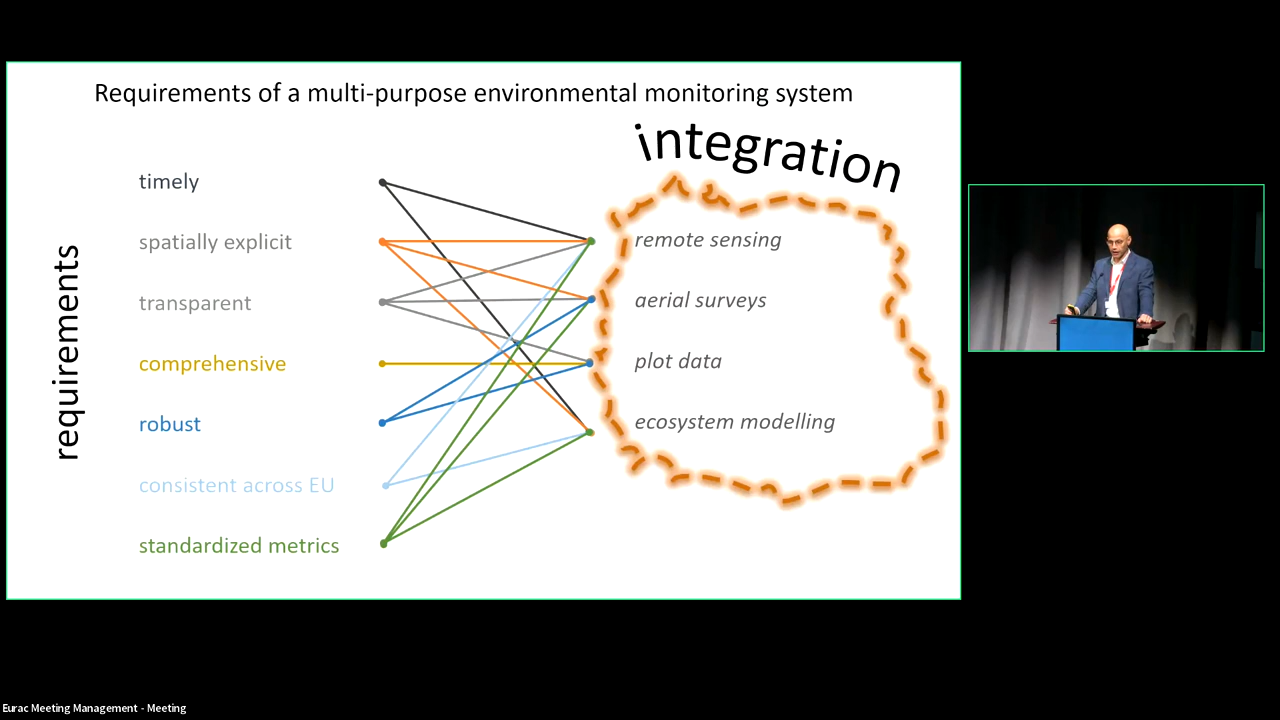 Requirements of a multi-purpose environmental monitoring system
integration
requirements
timely
spatially explicit
transparent
comprehensive
robust
consistent across EU
standardized metrics
remote sensing
aerial surveys
plot data
ecosystem modelling
Eurac Meeting Management - Meeting